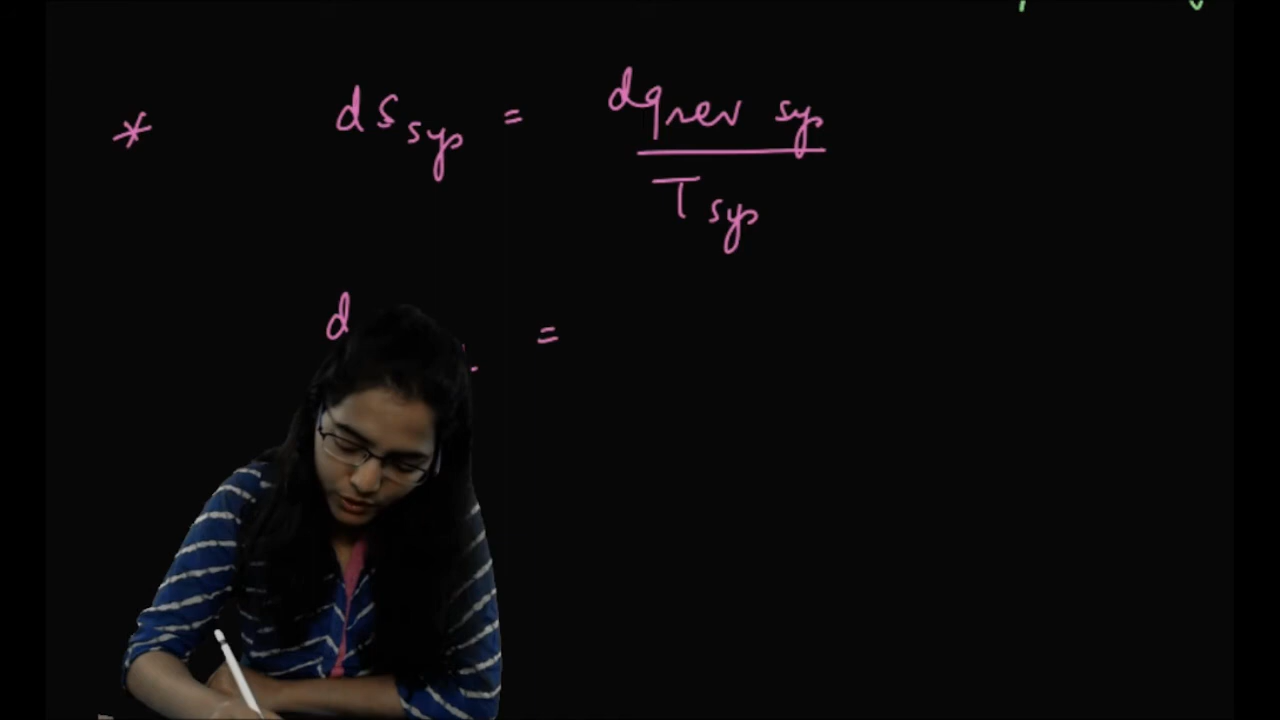 * dS sys = dq rev sys
T sys
d =